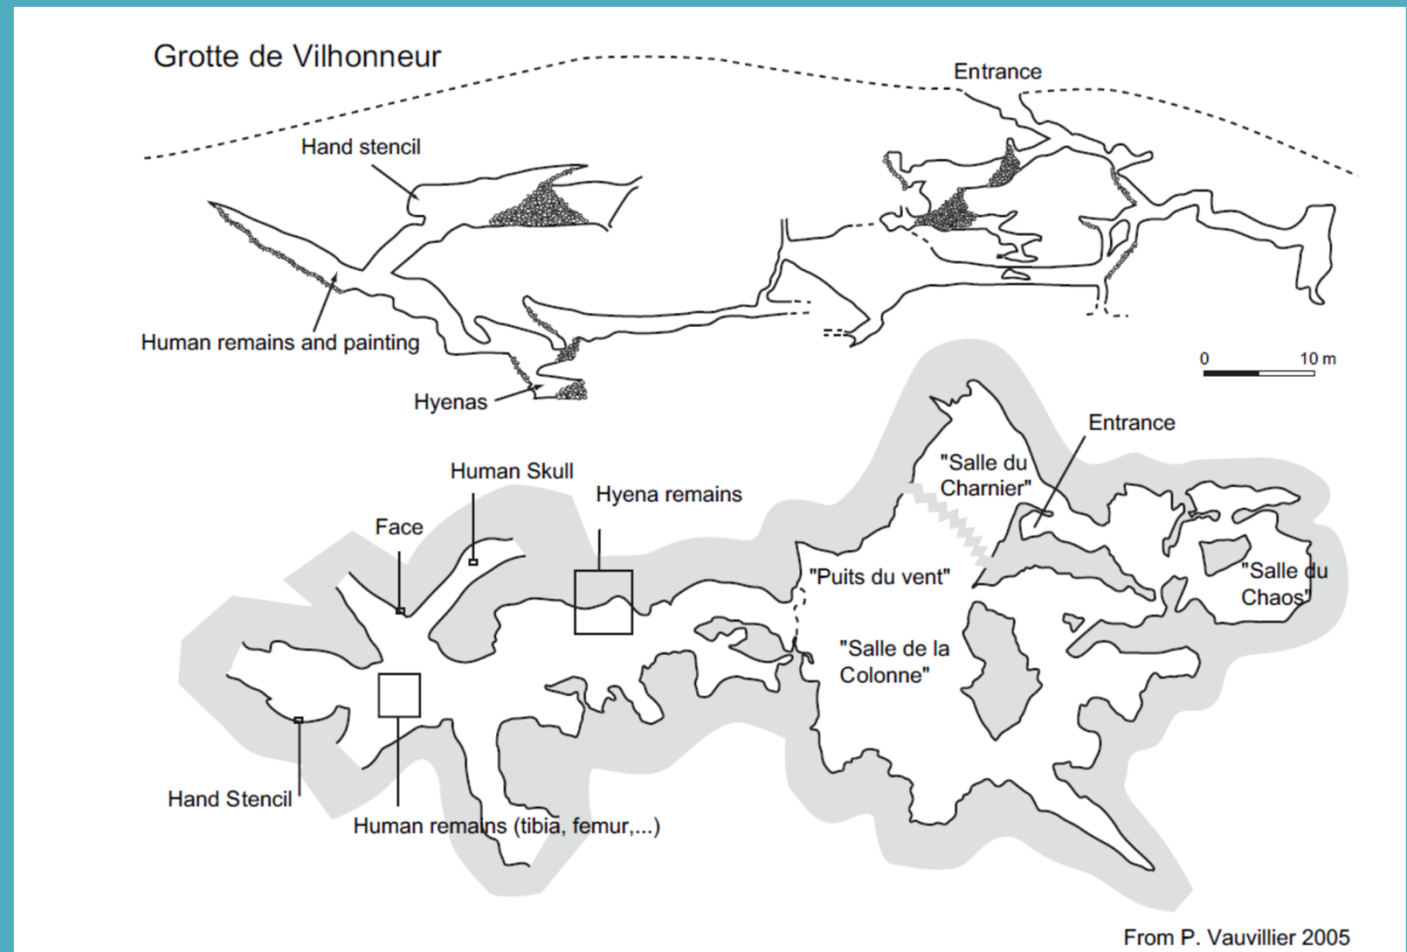 Grotte de Vilhonneur
Entrance
Hand stencil
Human remains and painting
0 10 m
Hyenas
Entrance
"Salle du
Charnier"
Human Skull
Hyena remains
Face
"Puits du vent"
"Salle du
Chaos"
"Salle de la
Colonne"
Hand Stencil
Human remains (tibia, femur,...)
From P. Vauvillier 2005